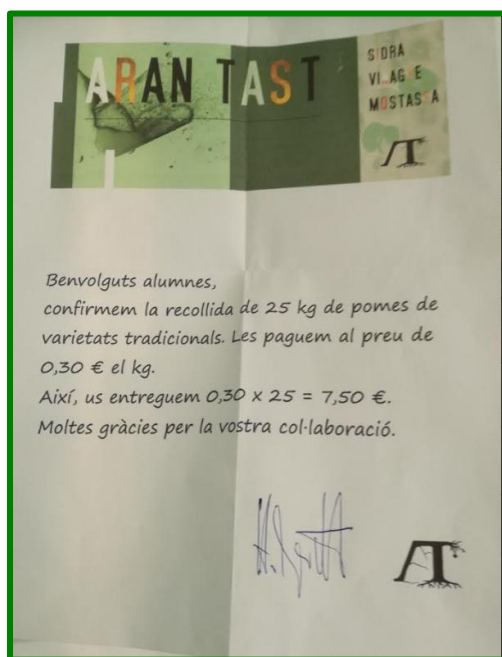 ARAN TAST
SIDRA
VINAGRE
MOSTASSA
AT
Benvolguts alumnes,
confirmem la recollida de 25 kg de pomes de
varietats tradicionals. Les paguem al preu de
0,30 € el kg.
Així, us entreguem 0,30 x 25 = 7,50 €.
Moltes gràcies per la vostra col·laboració.
AT